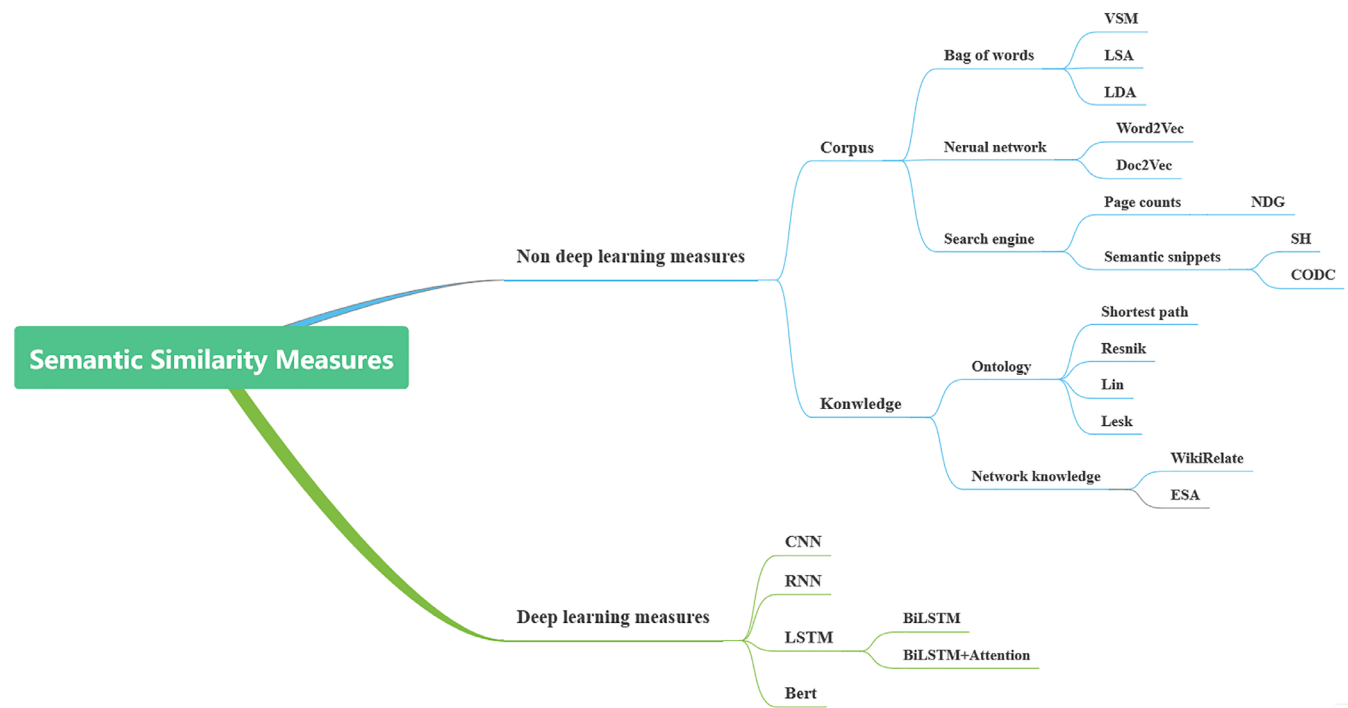 Semantic Similarity Measures
Non deep learning measures
Corpus
Bag of words
VSM
LSA
LDA
Nerual network
Word2Vec
Doc2Vec
Search engine
Page counts
NDG
Semantic snippets
SH
CODC
Konwledge
Ontology
Shortest path
Resnik
Lin
Lesk
Network knowledge
WikiRelate
ESA
Deep learning measures
CNN
RNN
LSTM
BiLSTM
BiLSTM+Attention
Bert